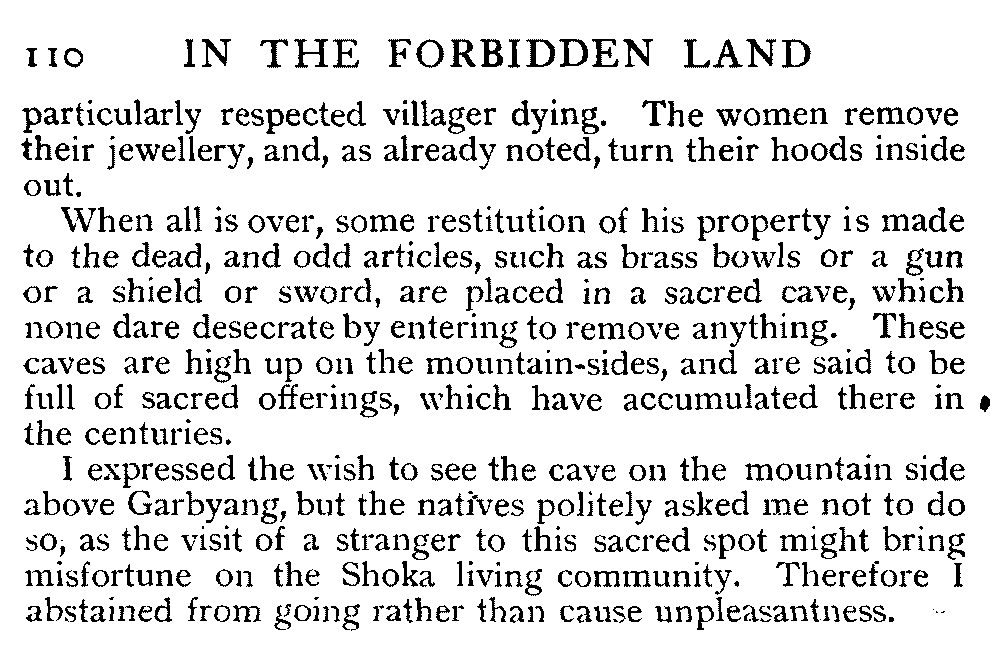 110 IN THE FORBIDDEN LAND
particularly respected villager dying. The women remove
their jewellery, and, as already noted, turn their hoods inside
out.
When all is over, some restitution of his property is made
to the dead, and odd articles, such as brass bowls or a gun
or a shield or sword, are placed in a sacred cave, which
none dare desecrate by entering to remove anything. These
caves are high up on the mountain-sides, and are said to be
full of sacred offerings, which have accumulated there in
the centuries.
I expressed the wish to see the cave on the mountain side
above Garbyang, but the natives politely asked me not to do
so, as the visit of a stranger to this sacred spot might bring
misfortune on the Shoka living community. Therefore I
abstained from going rather than cause unpleasantness.